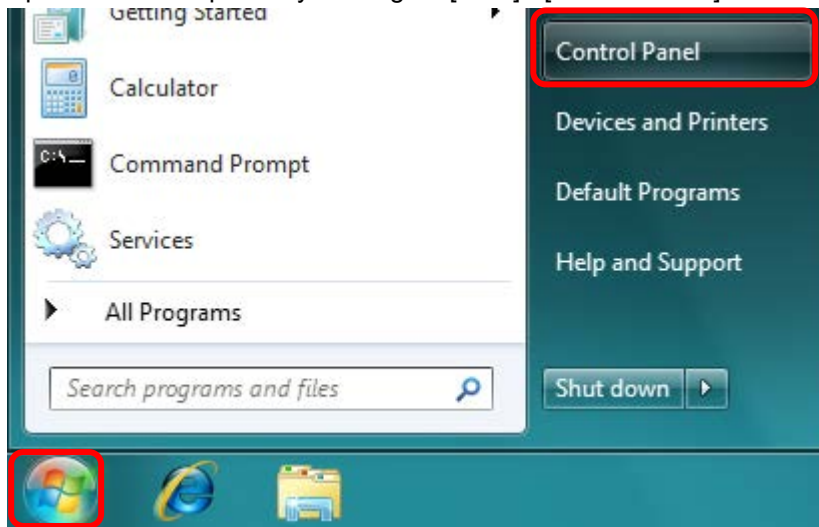 Getting Started
Control Panel
Calculator
Devices and Printers
C:\_
Command Prompt
Default Programs
Services
Help and Support
All Programs
Search programs and files
Shut down